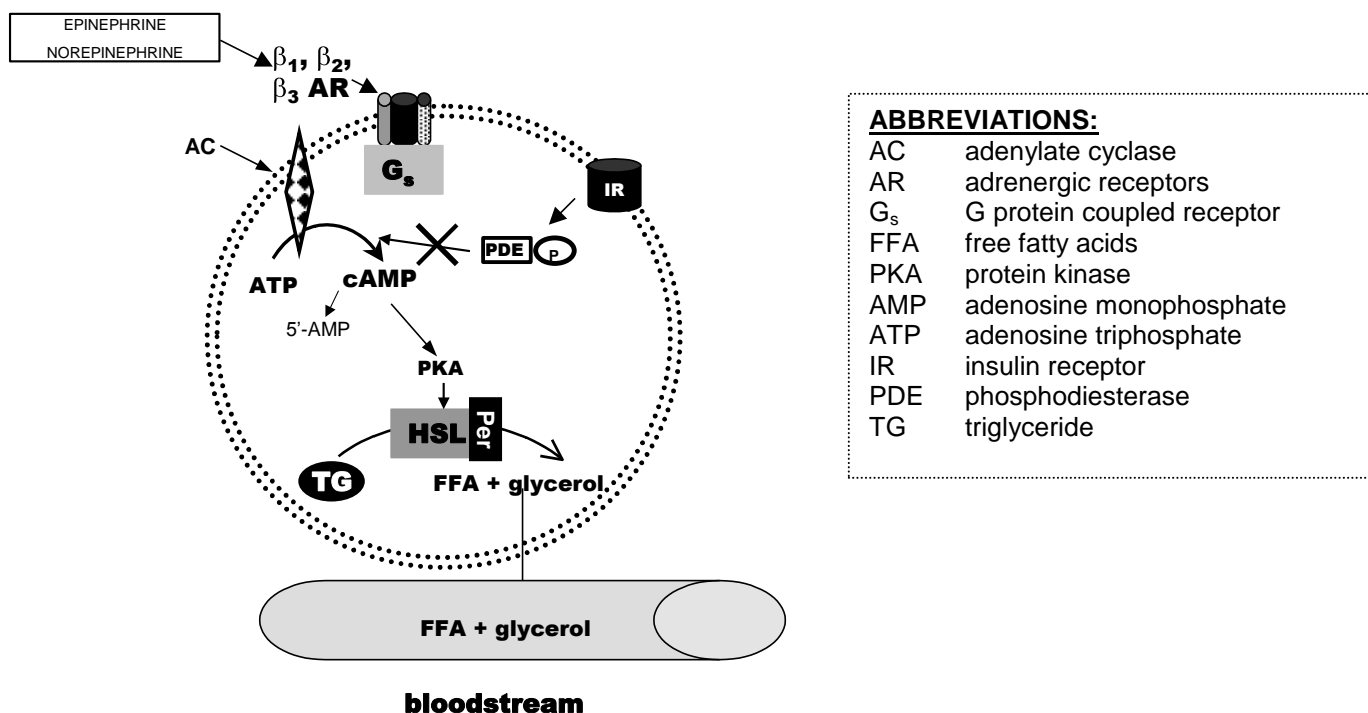 EPINEPHRINE
NOREPINEPHRINE
β1, β2,
β3 AR
AC
Gs
IR
PDE
P
ATP
cAMP
5’-AMP
PKA
HSL
Per
TG
FFA + glycerol
FFA + glycerol
bloodstream
ABBREVIATIONS:
AC adenylate cyclase
AR adrenergic receptors
Gs G protein coupled receptor
FFA free fatty acids
PKA protein kinase
AMP adenosine monophosphate
ATP adenosine triphosphate
IR insulin receptor
PDE phosphodiesterase
TG triglyceride